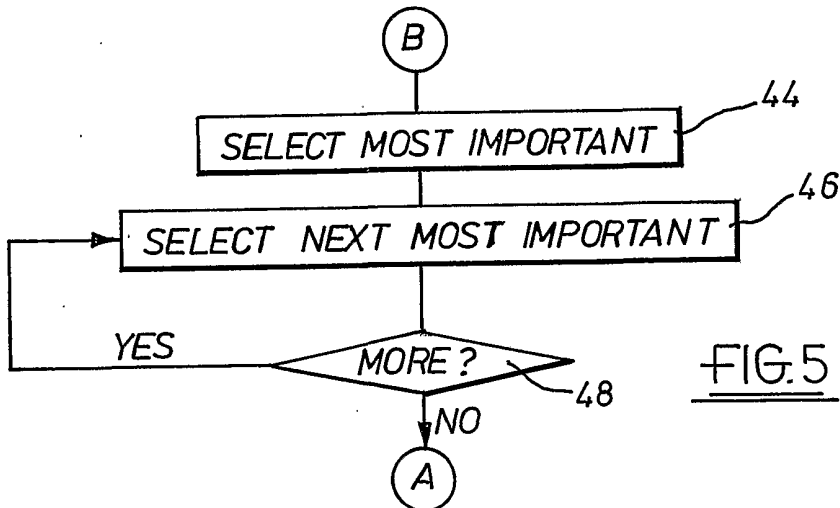 B
SELECT MOST IMPORTANT
44
SELECT NEXT MOST IMPORTANT
46
YES
MORE?
48
FIG.5
NO
A